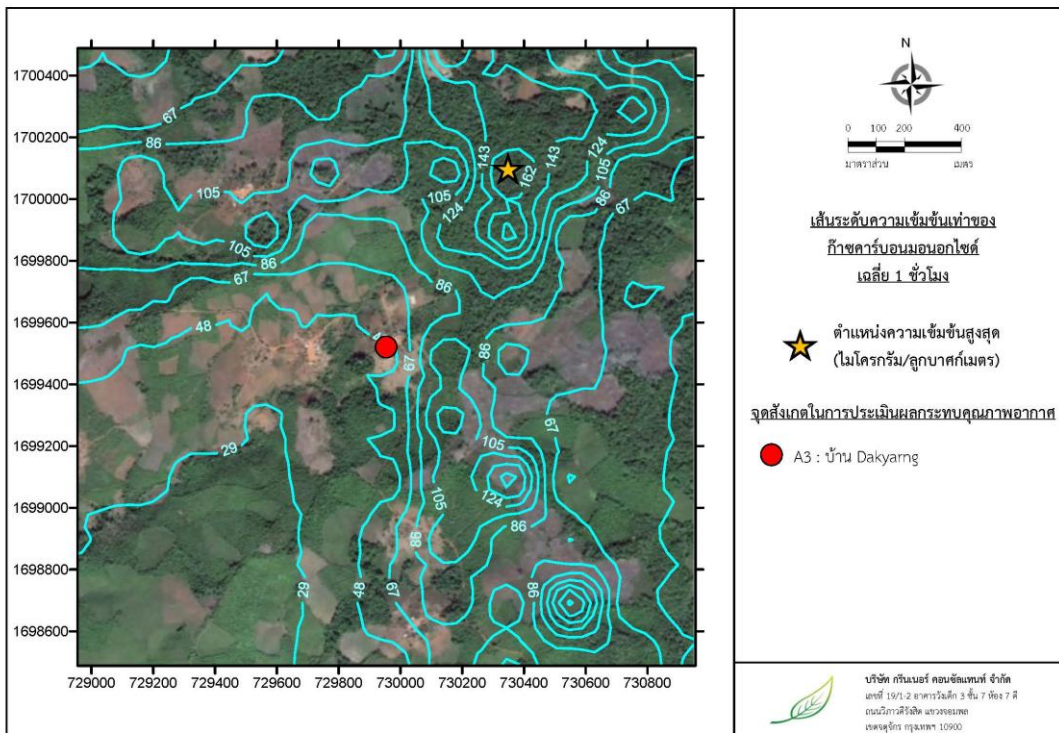 1700400
1700200
1700000
1699800
1699600
1699400
1699200
1699000
1698800
1698600
729000 729200 729400 729600 729800 730000 730200 730400 730600 730800
67
86
105
105
86
67
48
29
105
124
143
162
143
124
105
86
67
86
67
86
67
105
124
105
86
86
86
67
48
29
N
0 100 200 400
มาตราส่วน เมตร
เส้นระดับความเข้มข้นเท่าของ
ก๊าซคาร์บอนมอนอกไซด์
เฉลี่ย 1 ชั่วโมง
ตำแหน่งความเข้มข้นสูงสุด
(ไมโครกรัม/ลูกบาศก์เมตร)
จุดสังเกตในการประเมินผลกระทบคุณภาพอากาศ
A3 : บ้าน Dakyarng
บริษัท กรีนเนอร์ คอนซัลแทนท์ จำกัด
เลขที่ 19/1-2 อาคารวังเด็ก 3 ชั้น 7 ห้อง 7 ดี
ถนนวิภาวดีรังสิต แขวงจอมพล
เขตจตุจักร กรุงเทพฯ 10900